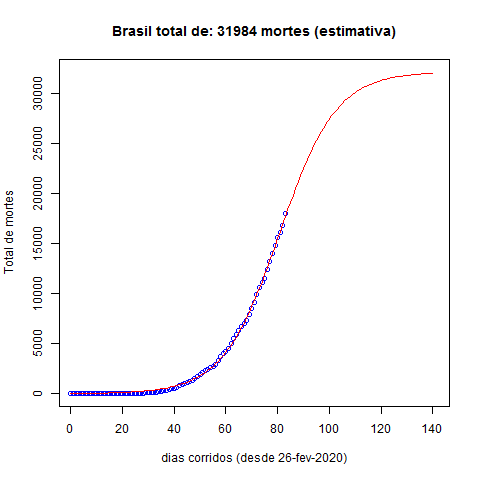 Brasil total de: 31984 mortes (estimativa)
Total de mortes
30000
25000
20000
15000
10000
5000
0
0 20 40 60 80 100 120 140
dias corridos (desde 26-fev-2020)